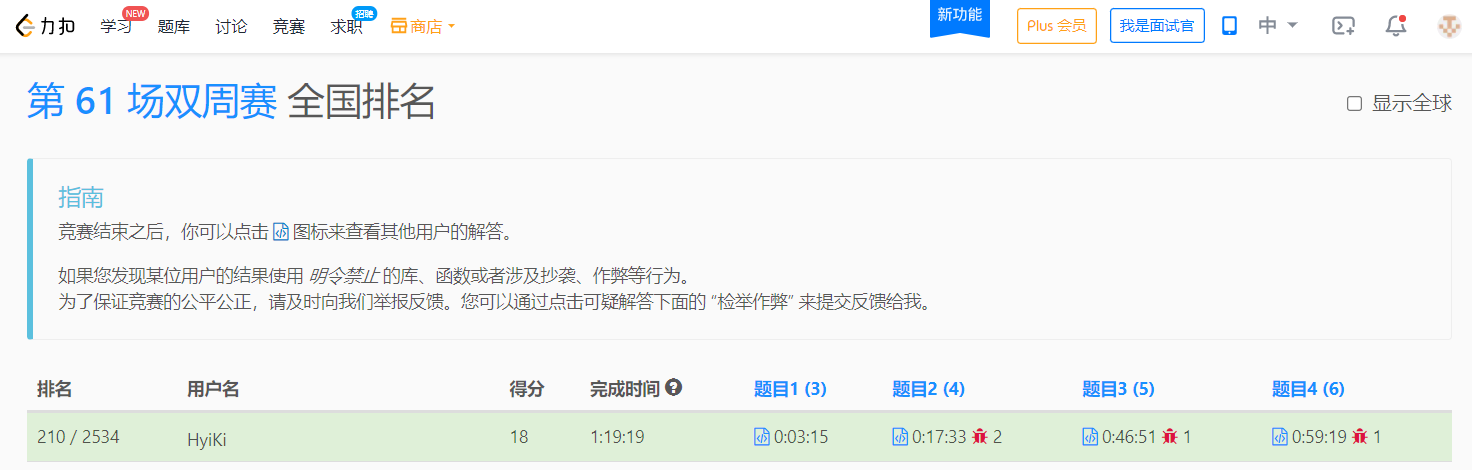 力扣 学习 NEW 题库 讨论 竞赛 求职 招聘 商店 新功能 Plus 会员 我是面试官 中
第 61 场双周赛 全国排名 显示全球
指南
竞赛结束之后，你可以点击 图标来查看其他用户的解答。
如果您发现某位用户的结果使用 明令禁止 的库、函数或者涉及抄袭、作弊等行为。
为了保证竞赛的公平公正，请及时向我们举报反馈。您可以通过点击可疑解答下面的 “检举作弊” 来提交反馈给我。
排名 用户名 得分 完成时间 ? 题目1 (3) 题目2 (4) 题目3 (5) 题目4 (6)
210 / 2534 HyiKi 18 1:19:19 0:03:15 0:17:33 2 0:46:51 1 0:59:19 1